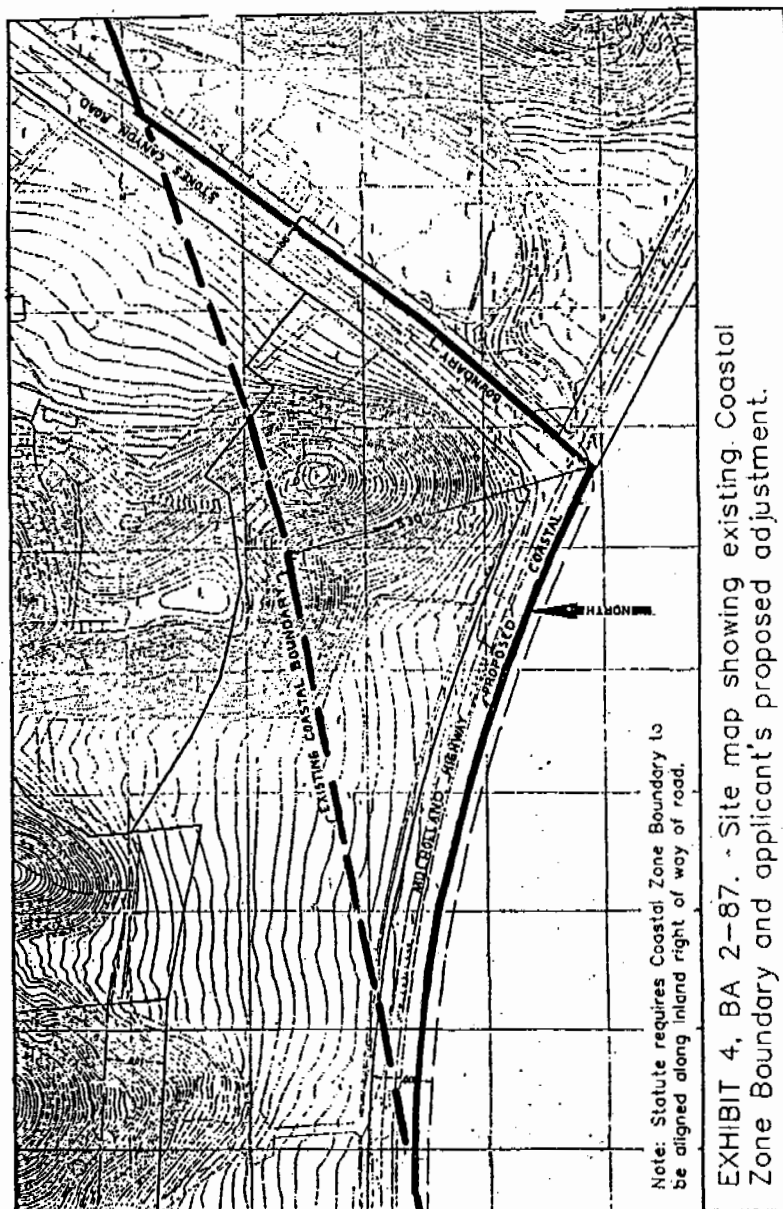 STOKES CANYON ROAD
(EXISTING COASTAL BOUNDARY)
BOUNDARY
MULHOLLAND HIGHWAY
(PROPOSED COASTAL
NORTH
Note: Statute requires Coastal Zone Boundary to
be aligned along inland right of way of road.
EXHIBIT 4, BA 2-87. - Site map showing existing Coastal
Zone Boundary and applicant's proposed adjustment.